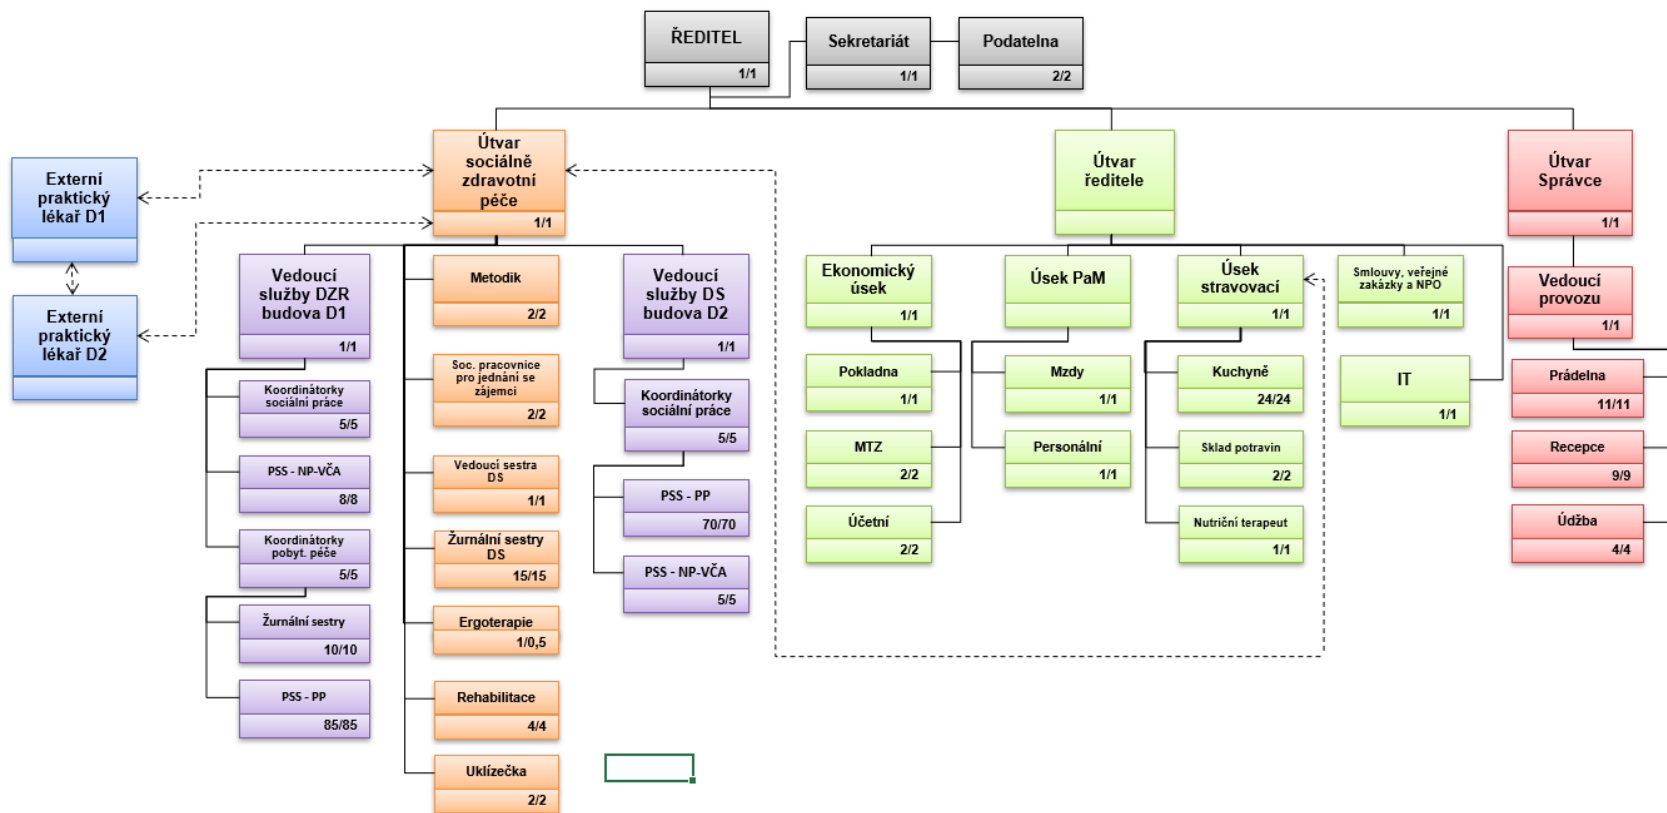 ŘEDITEL
1/1
Sekretariát
1/1
Podatelna
2/2
Útvar
sociálně
zdravotní
péče
1/1
Útvar
ředitele
Útvar
Správce
1/1
Externí
praktický
lékař D1
Externí
praktický
lékař D2
Vedoucí
služby DZR
budova D1
1/1
Koordinátorky
sociální práce
5/5
PSS - NP-VČA
8/8
Koordinátorky
pobyt. péče
5/5
Žurnální sestry
10/10
PSS - PP
85/85
Metodik
2/2
Soc. pracovnice
pro jednání se
zájemci
2/2
Vedoucí sestra
DS
1/1
Žurnální sestry
DS
15/15
Ergoterapie
1/0,5
Rehabilitace
4/4
Uklízečka
2/2
Vedoucí
služby DS
budova D2
1/1
Koordinátorky
sociální práce
5/5
PSS - PP
70/70
PSS - NP-VČA
5/5
Ekonomický
úsek
1/1
Pokladna
1/1
MTZ
2/2
Účetní
2/2
Úsek PaM
Mzdy
1/1
Personální
1/1
Úsek
stravovací
1/1
Kuchyně
24/24
Sklad potravin
2/2
Nutriční terapeut
1/1
Smlouvy, veřejné
zakázky a NPO
1/1
IT
1/1
Vedoucí
provozu
1/1
Prádelna
11/11
Recepce
9/9
Údžba
4/4